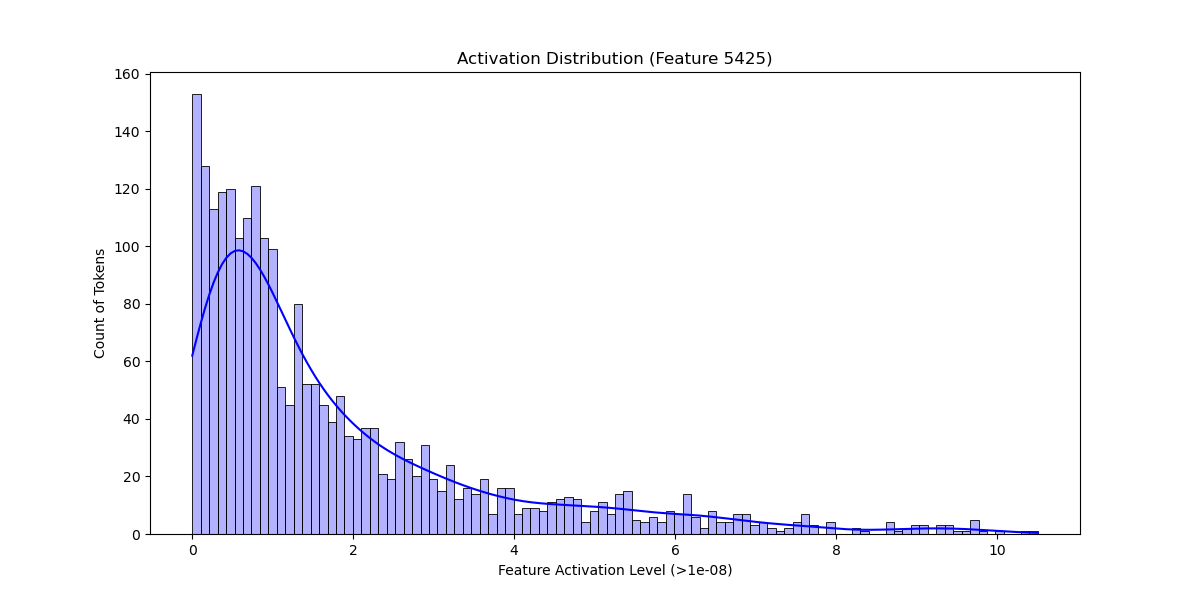 Activation Distribution (Feature 5425)
160
140
120
100
80
60
40
20
0
Count of Tokens
0 2 4 6 8 10
Feature Activation Level (>1e-08)